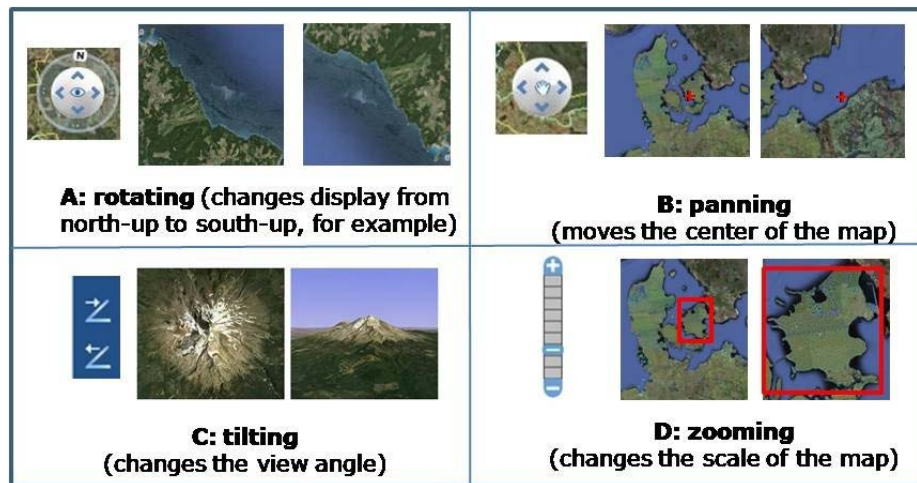 N
A: rotating (changes display from
north-up to south-up, for example)
B: panning
(moves the center of the map)
C: tilting
(changes the view angle)
D: zooming
(changes the scale of the map)